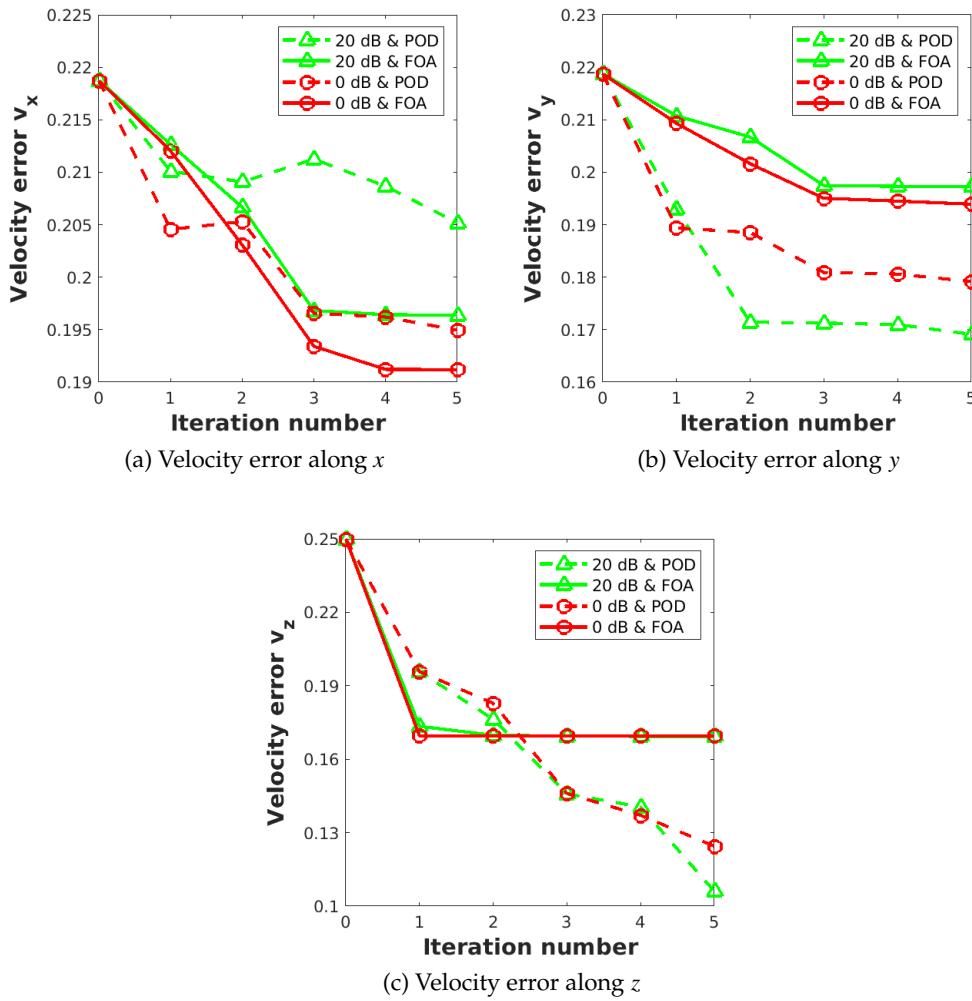 0.225
0.22
0.215
0.21
0.205
0.2
0.195
0.19
Velocity error v_x
20 dB & POD
20 dB & FOA
0 dB & POD
0 dB & FOA
0 1 2 3 4 5
Iteration number
(a) Velocity error along x
0.23
0.22
0.21
0.2
0.19
0.18
0.17
0.16
Velocity error v_y
20 dB & POD
20 dB & FOA
0 dB & POD
0 dB & FOA
0 1 2 3 4 5
Iteration number
(b) Velocity error along y
0.25
0.22
0.19
0.16
0.13
0.1
Velocity error v_z
20 dB & POD
20 dB & FOA
0 dB & POD
0 dB & FOA
0 1 2 3 4 5
Iteration number
(c) Velocity error along z